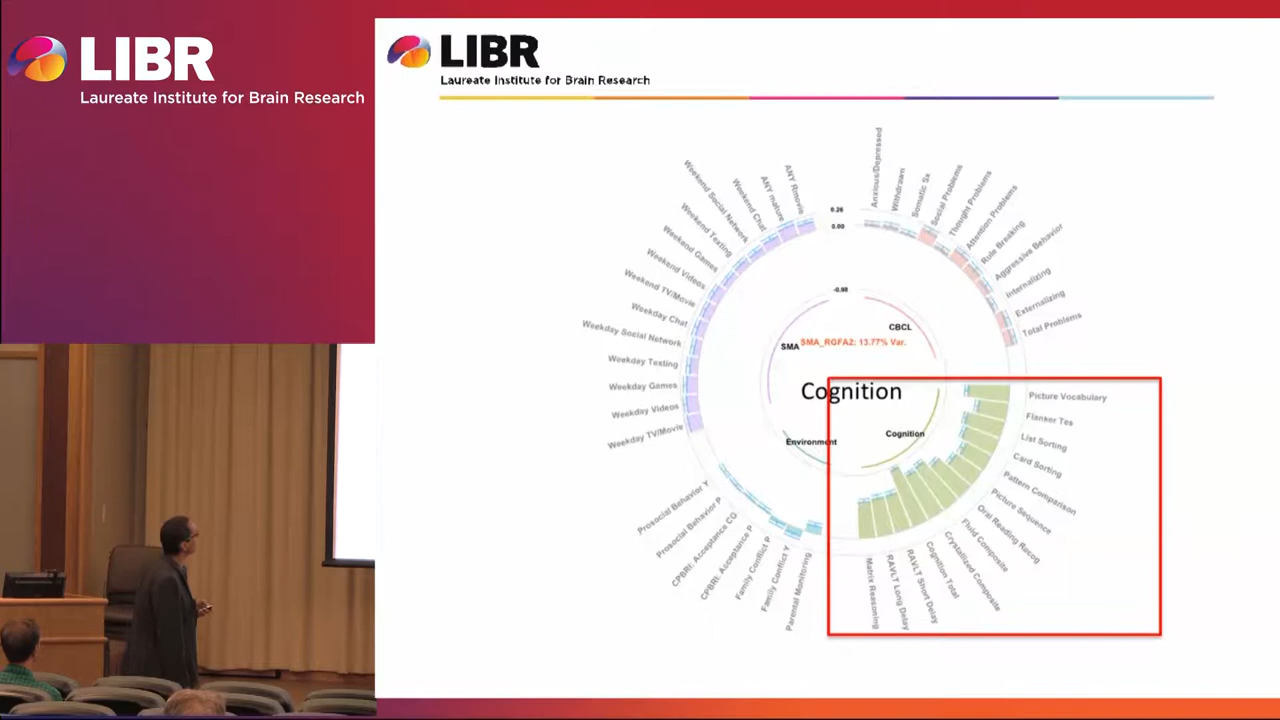 LIBR
Laureate Institute for Brain Research
LIBR
Laureate Institute for Brain Research
Anxious/Depressed
Withdrawn
Somatic Sx
Social Problems
Thought Problems
Attention Problems
Rule Breaking
Aggressive Behavior
Internalizing
Externalizing
Total Problems
Picture Vocabulary
Flanker Tes
List Sorting
Card Sorting
Pattern Comparison
Picture Sequence
Oral Reading Recog
Fluid Composite
Crystallized Composite
Cognition Total
RAVLT Short Delay
RAVLT Long Delay
Matrix Reasoning
Parental Monitoring
Family Conflict Y
Family Conflict P
CPBRI: Acceptance P
CPBRI: Acceptance CG
Prosocial Behavior P
Prosocial Behavior Y
Weekday TV/Movie
Weekday Videos
Weekday Games
Weekday Texting
Weekday Social Network
Weekday Chat
Weekend TV/Movie
Weekend Videos
Weekend Games
Weekend Texting
Weekend Social Network
Weekend Chat
ANY mature
ANY Rmovie
0.26
0.00
-0.98
CBCL
SMA
SMA_RGFA2: 13.77% Var.
Cognition
Environment
Cognition